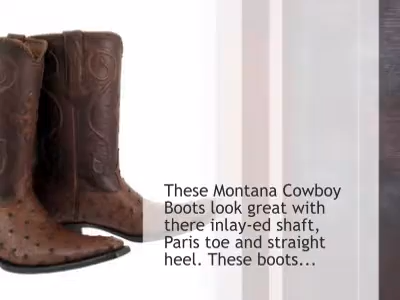 These Montana Cowboy
Boots look great with
there inlay-ed shaft,
Paris toe and straight
heel. These boots...